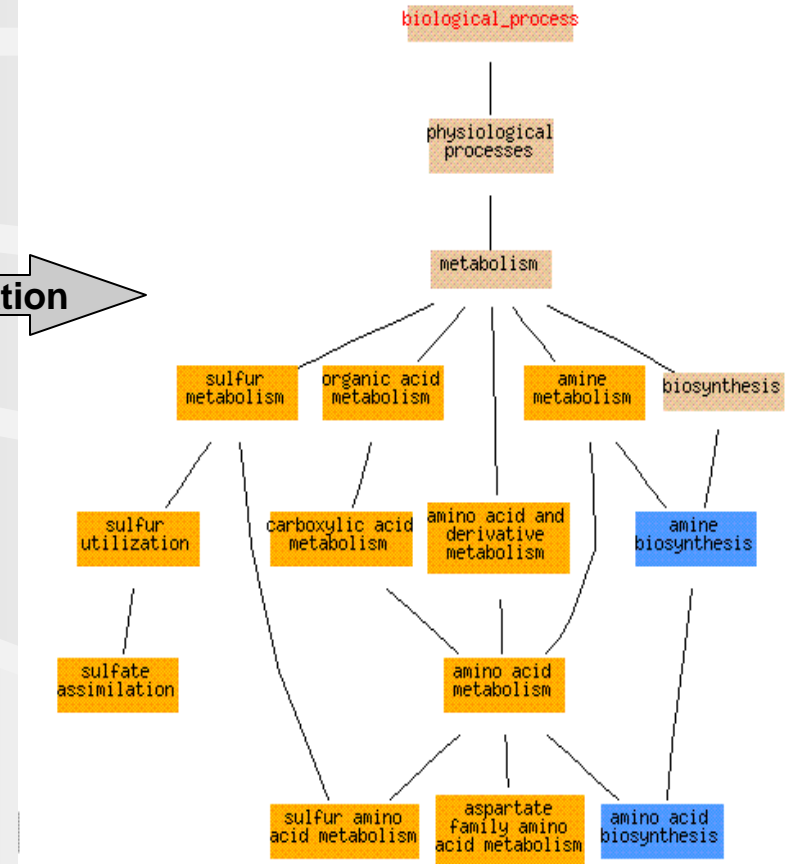 biological_process
physiological
processes
metabolism
tion
sulfur
metabolism
organic acid
metabolism
amine
metabolism
biosynthesis
sulfur
utilization
carboxylic acid
metabolism
amino acid and
derivative
metabolism
amine
biosynthesis
sulfate
assimilation
amino acid
metabolism
sulfur amino
acid metabolism
aspartate
family amino
acid metabolism
amino acid
biosynthesis